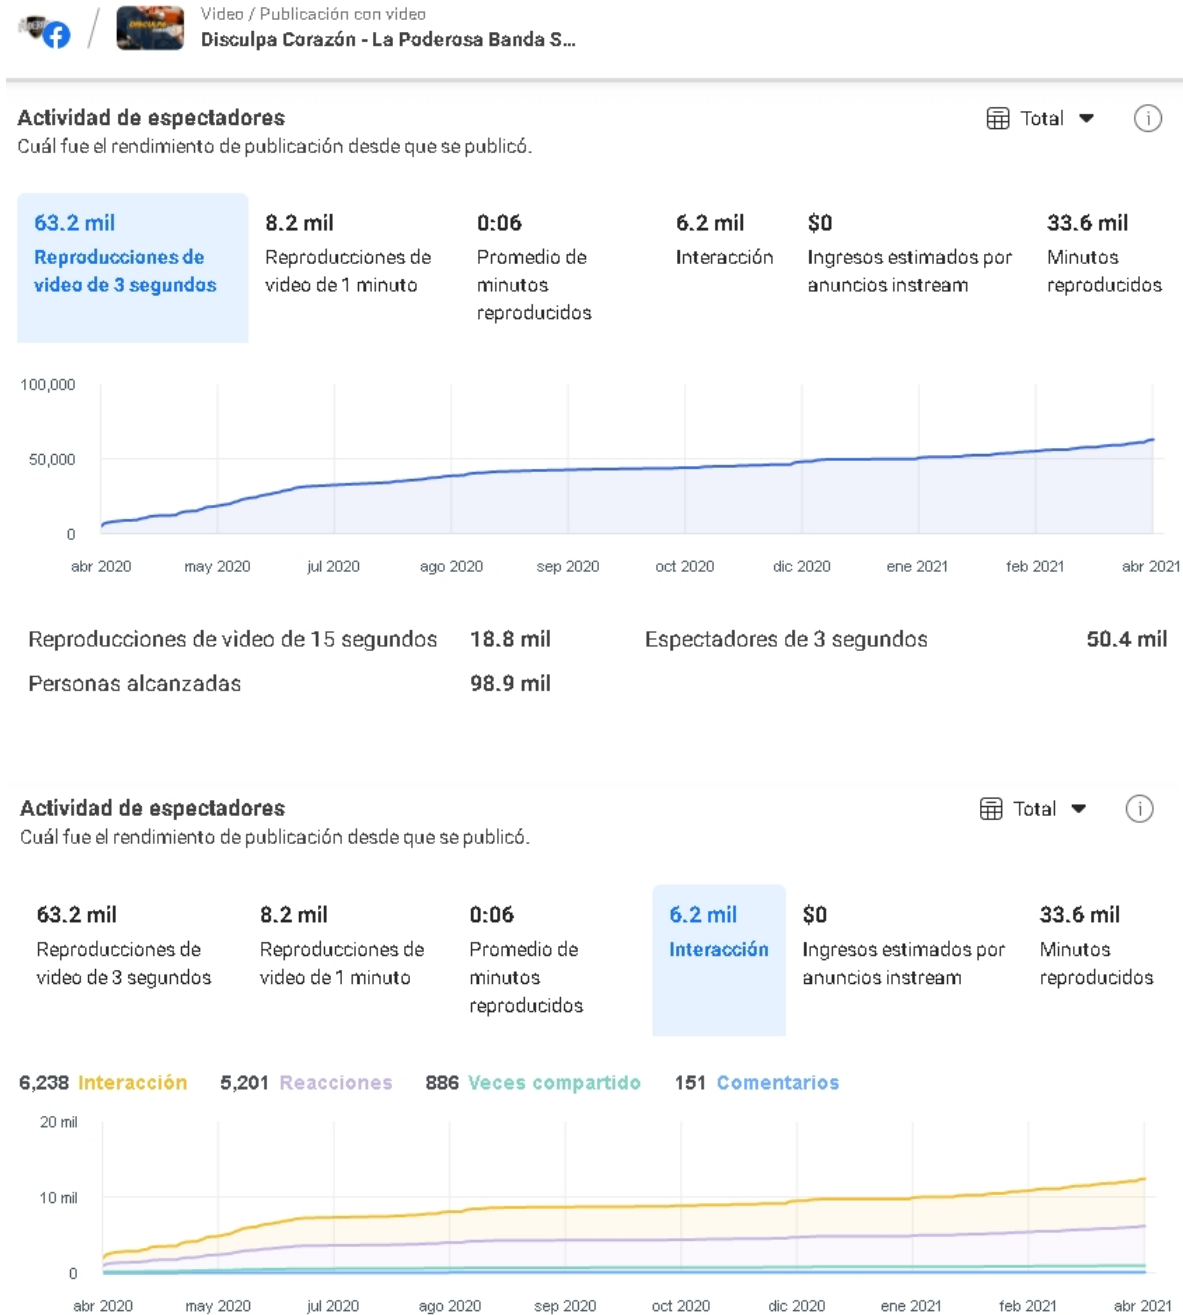 Video / Publicación con video
Disculpa Corazón - La Poderosa Banda S...
Actividad de espectadores
Total
Cuál fue el rendimiento de publicación desde que se publicó.
63.2 mil
Reproducciones de
video de 3 segundos
8.2 mil
Reproducciones de
video de 1 minuto
0:06
Promedio de
minutos
reproducidos
6.2 mil
Interacción
$0
Ingresos estimados por
anuncios instream
33.6 mil
Minutos
reproducidos
100,000
50,000
0
abr 2020 may 2020 jul 2020 ago 2020 sep 2020 oct 2020 dic 2020 ene 2021 feb 2021 abr 2021
Reproducciones de video de 15 segundos 18.8 mil Espectadores de 3 segundos 50.4 mil
Personas alcanzadas 98.9 mil
Actividad de espectadores
Total
Cuál fue el rendimiento de publicación desde que se publicó.
63.2 mil
Reproducciones de
video de 3 segundos
8.2 mil
Reproducciones de
video de 1 minuto
0:06
Promedio de
minutos
reproducidos
6.2 mil
Interacción
$0
Ingresos estimados por
anuncios instream
33.6 mil
Minutos
reproducidos
6,238 Interacción 5,201 Reacciones 886 Veces compartido 151 Comentarios
20 mil
10 mil
0
abr 2020 may 2020 jul 2020 ago 2020 sep 2020 oct 2020 dic 2020 ene 2021 feb 2021 abr 2021